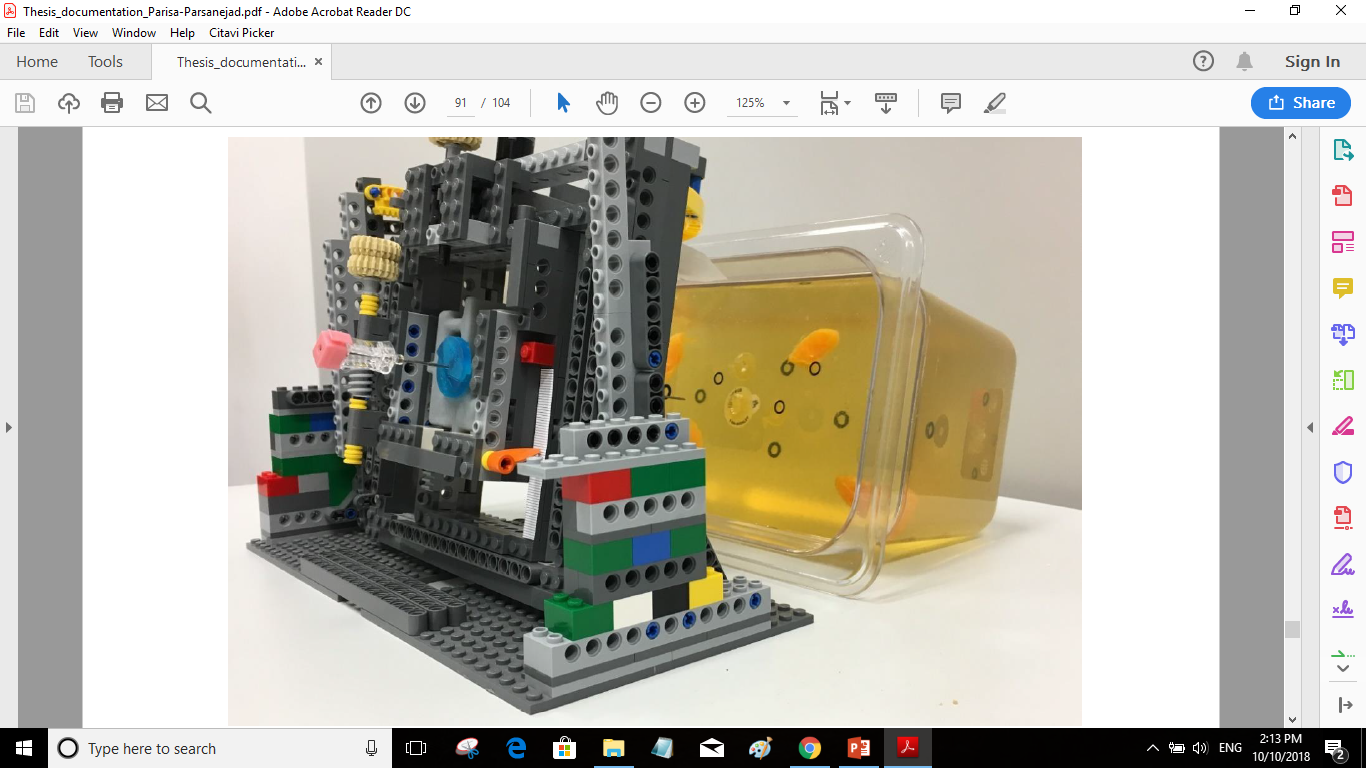 Thesis_documentation_Parisa-Parsanejad.pdf - Adobe Acrobat Reader DC
File Edit View Window Help Citavi Picker
Home Tools Thesis_documentati... × Sign In
91 / 104 125% Share
Type here to search
ENG 2:13 PM
10/10/2018 2